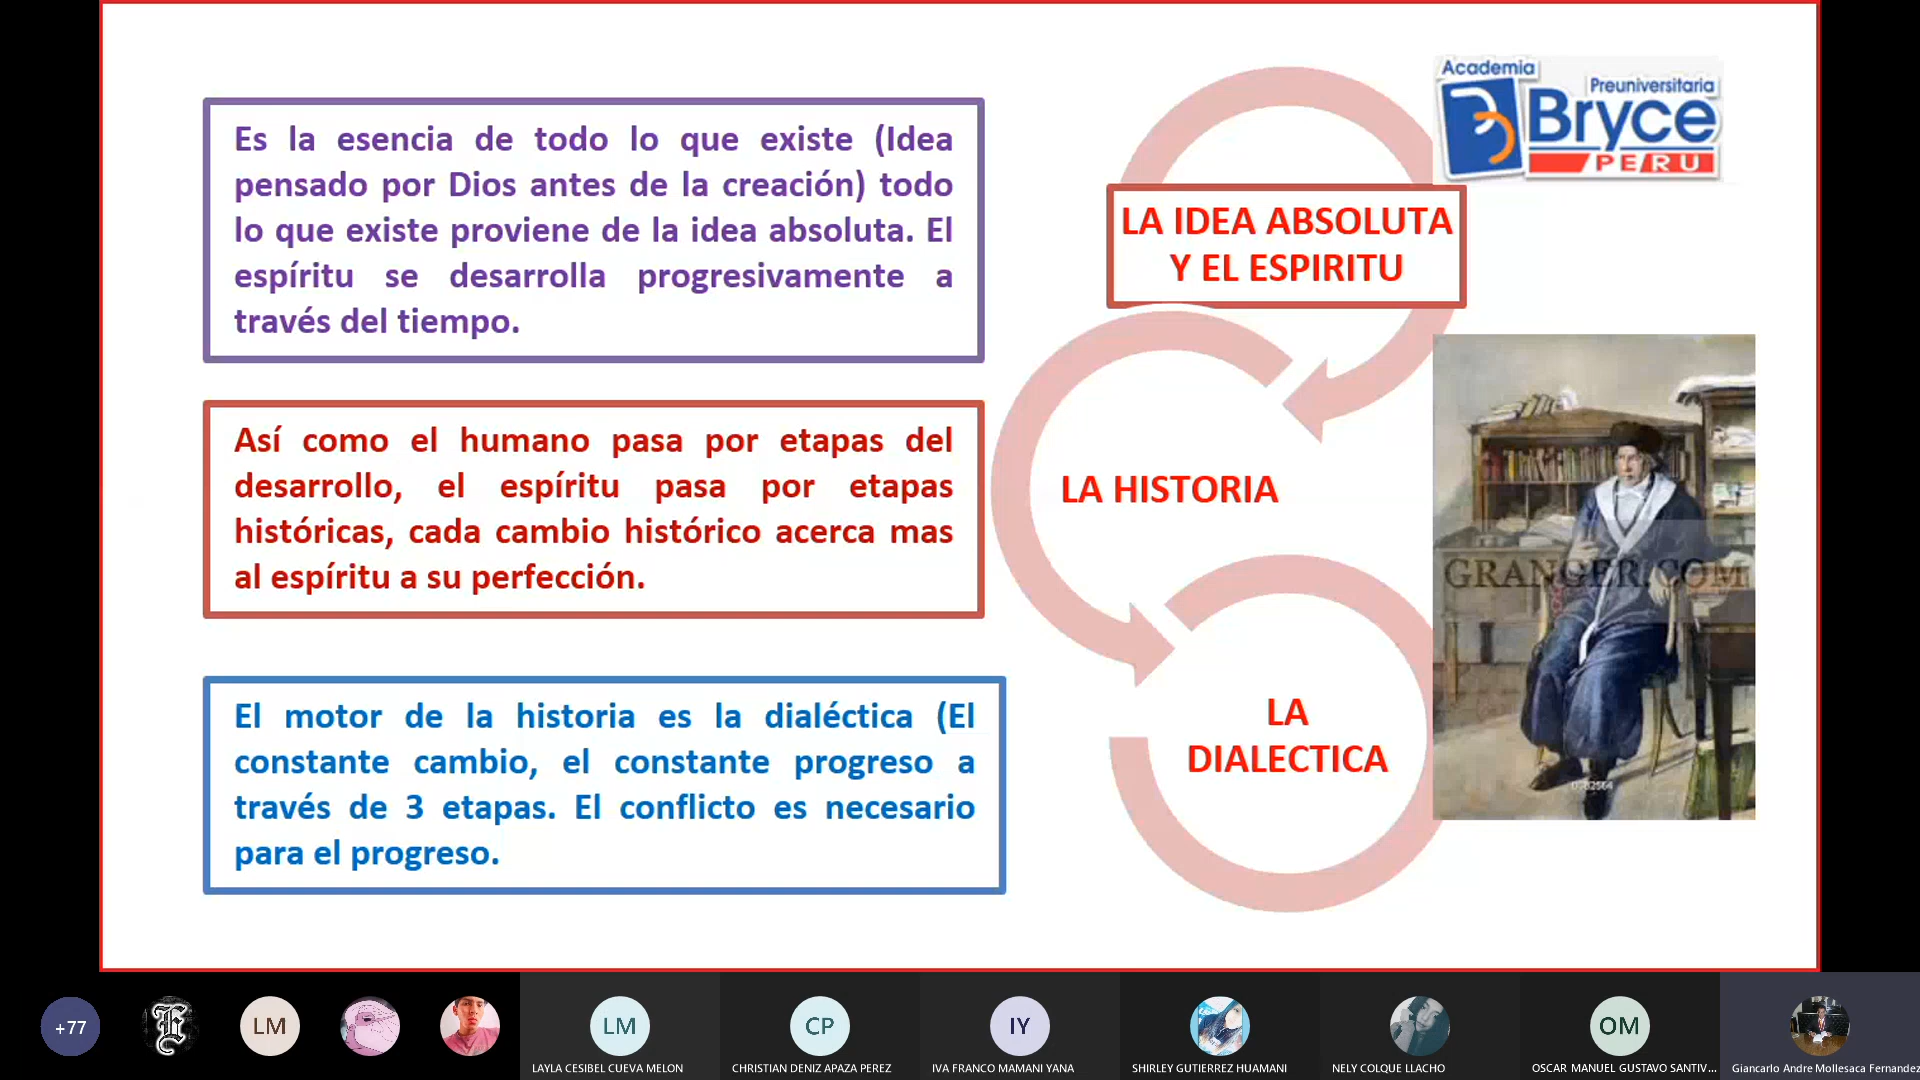 Es la esencia de todo lo que existe (Idea
pensado por Dios antes de la creación) todo
lo que existe proviene de la idea absoluta. El
espíritu se desarrolla progresivamente a
través del tiempo.
Así como el humano pasa por etapas del
desarrollo, el espíritu pasa por etapas
históricas, cada cambio histórico acerca mas
al espíritu a su perfección.
El motor de la historia es la dialéctica (El
constante cambio, el constante progreso a
través de 3 etapas. El conflicto es necesario
para el progreso.
Academia
Preuniversitaria
Bryce
PERU
LA IDEA ABSOLUTA
Y EL ESPIRITU
LA HISTORIA
LA
DIALECTICA
GRANGER.COM
+77
LM
LM
CP
IY
OM
LAYLA CESIBEL CUEVA MELON
CHRISTIAN DENIZ APAZA PEREZ
IVA FRANCO MAMANI YANA
SHIRLEY GUTIERREZ HUAMANI
NELY COLQUE LLACHO
OSCAR MANUEL GUSTAVO SANTIV...
Giancarlo Andre Mollesaca Fernandez